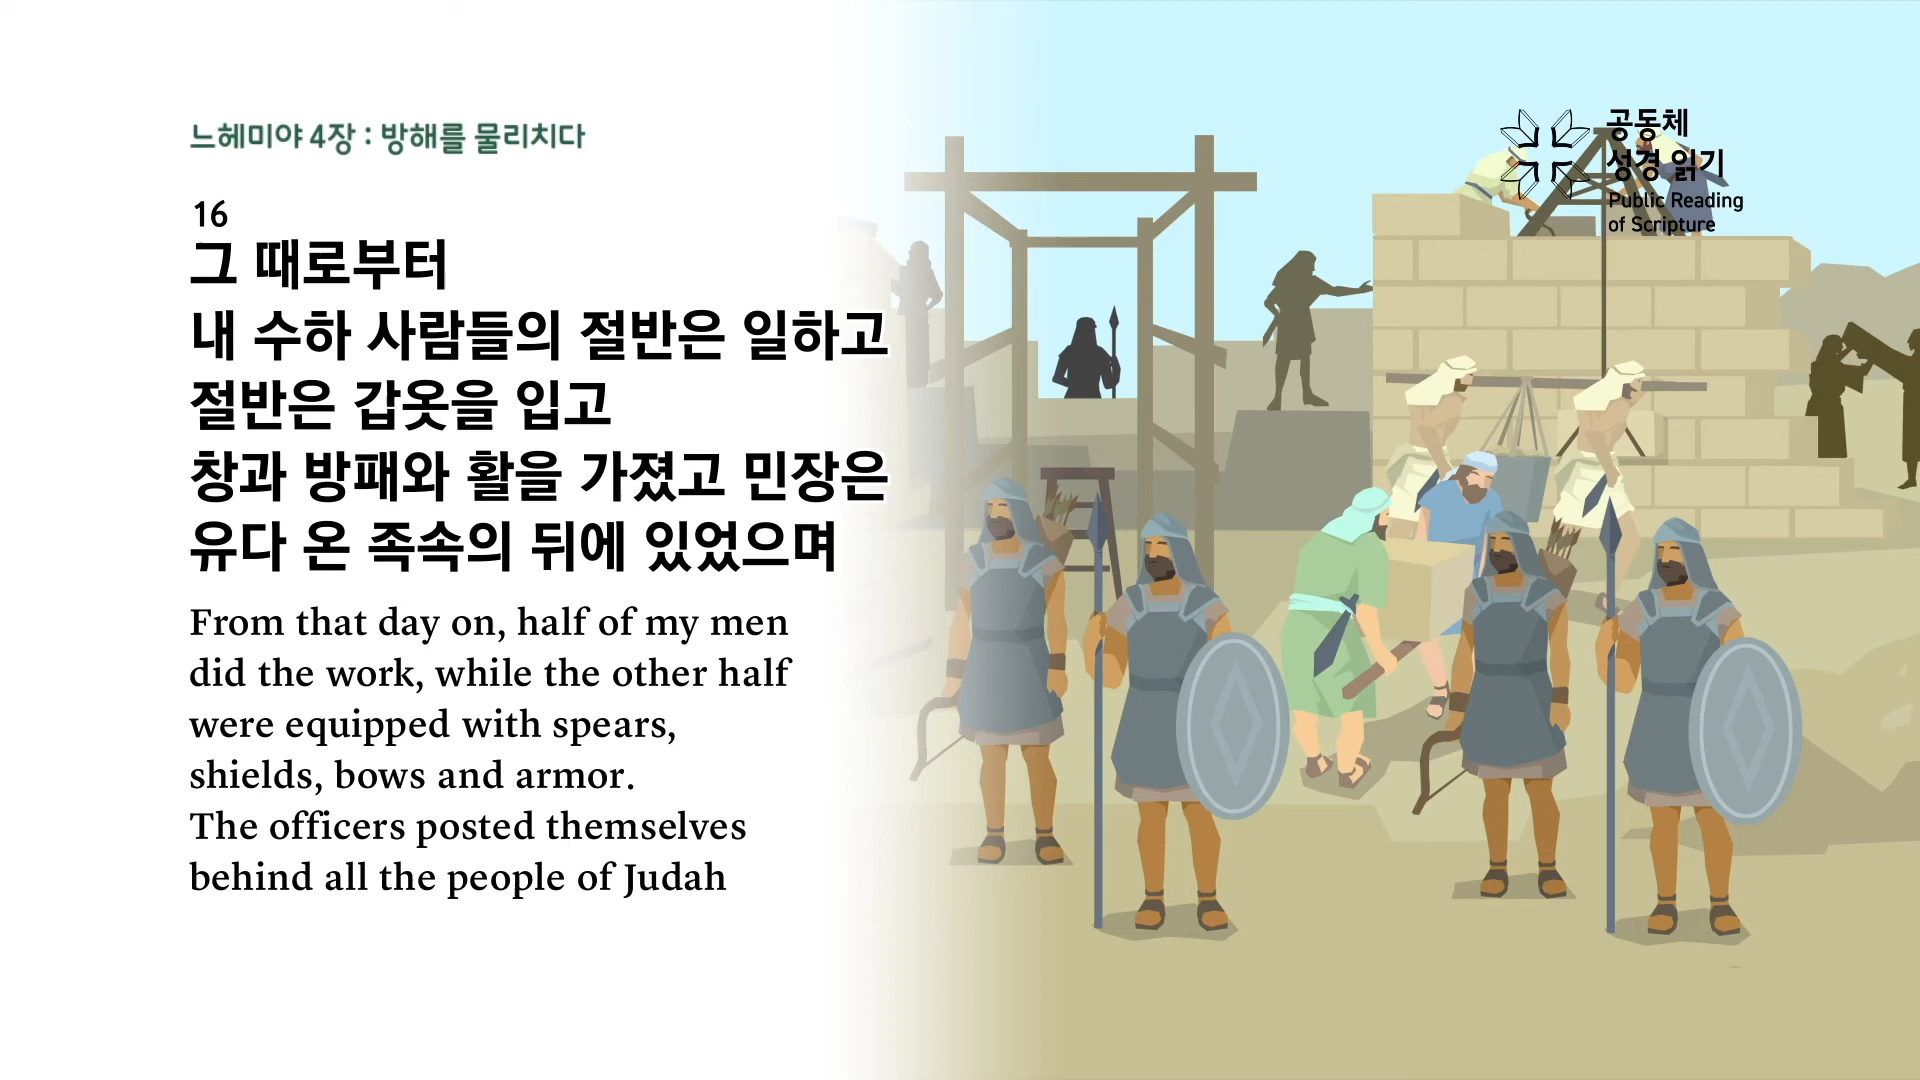 느헤미야 4장 : 방해를 물리치다
16
그 때로부터
내 수하 사람들의 절반은 일하고
절반은 갑옷을 입고
창과 방패와 활을 가졌고 민장은
유다 온 족속의 뒤에 있었으며
From that day on, half of my men
did the work, while the other half
were equipped with spears,
shields, bows and armor.
The officers posted themselves
behind all the people of Judah
공동체
성경 읽기
Public Reading
of Scripture